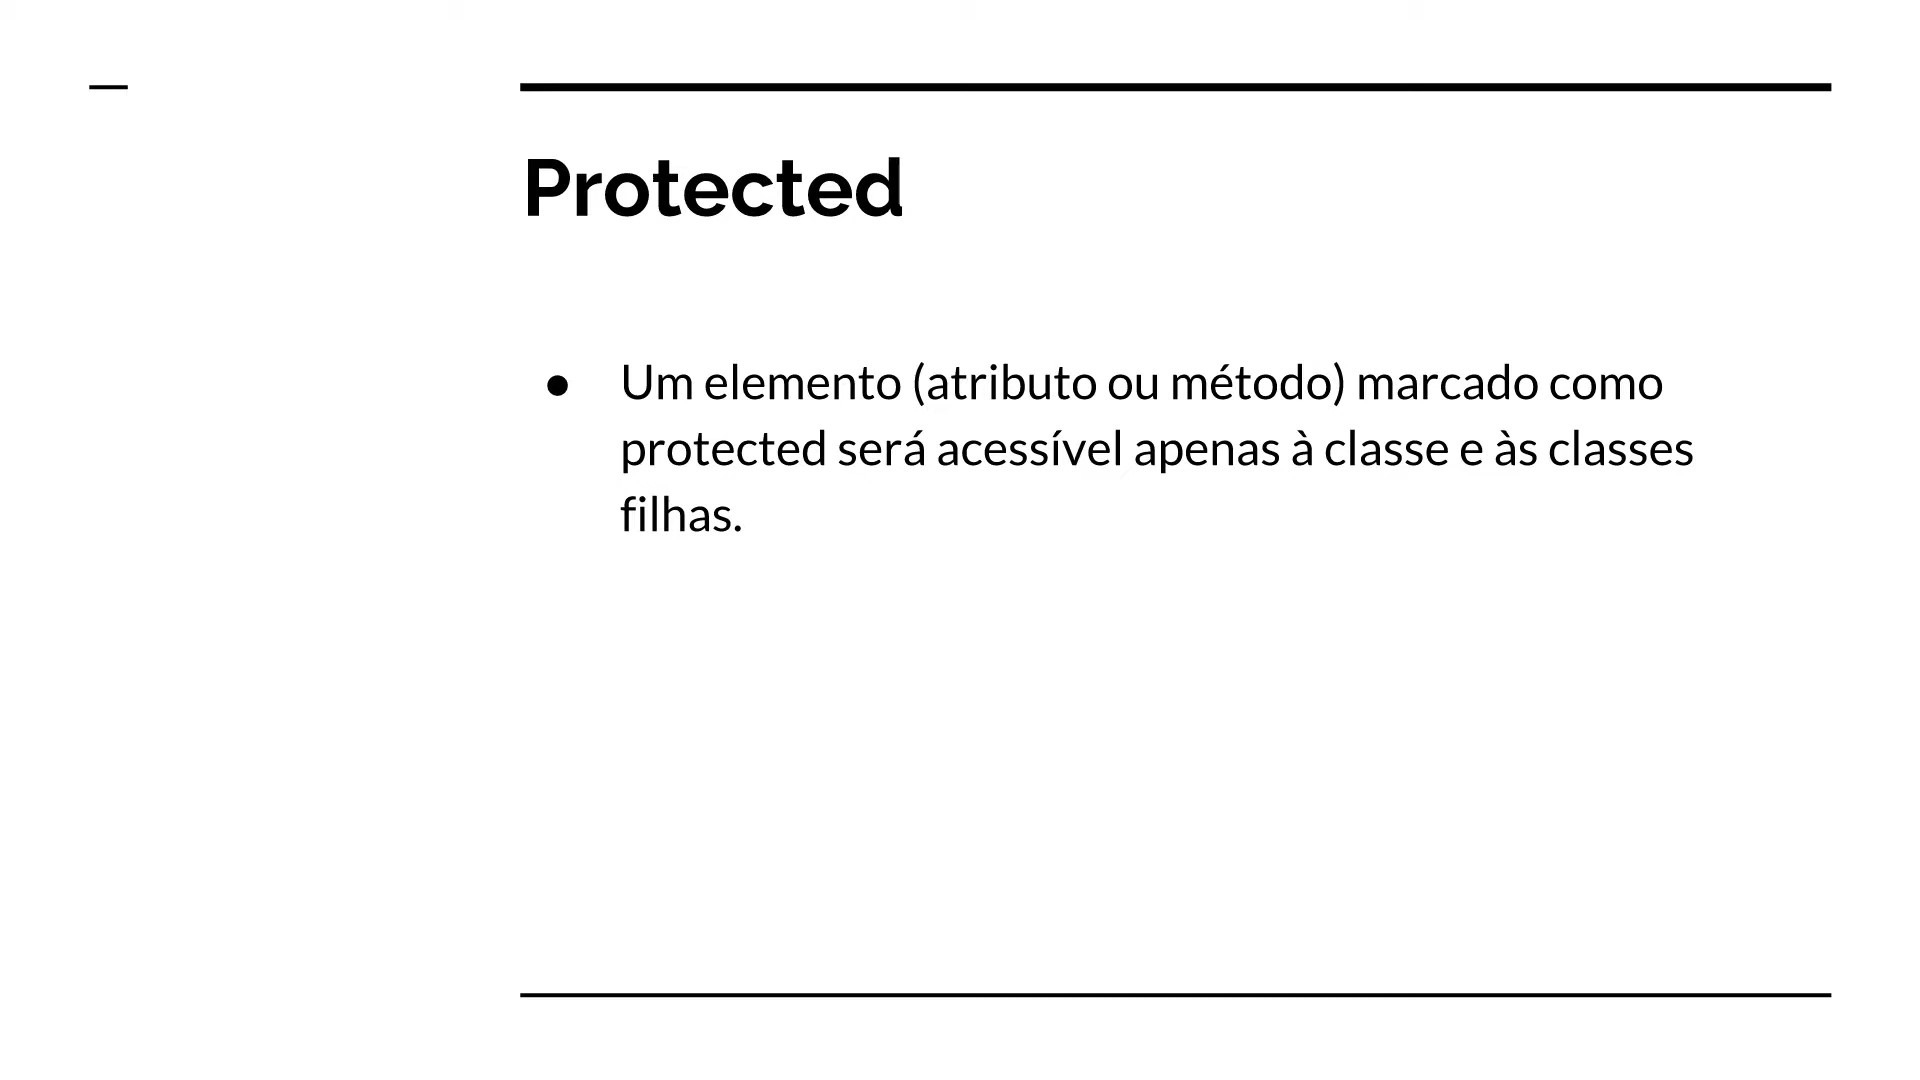 Protected
● Um elemento (atributo ou método) marcado como
protected será acessível apenas à classe e às classes
filhas.